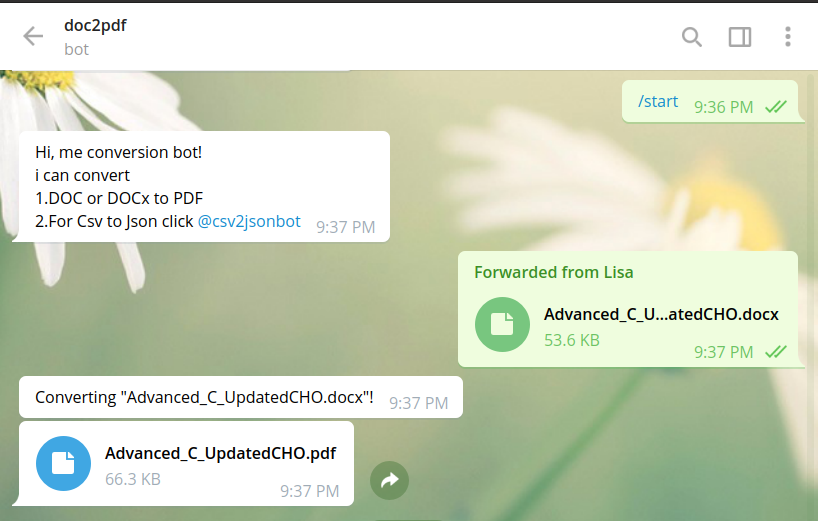 doc2pdf
bot
/start 9:36 PM
Hi, me conversion bot!
i can convert
1.DOC or DOCx to PDF
2.For Csv to Json click @csv2jsonbot 9:37 PM
Forwarded from Lisa
Advanced_C_U...atedCHO.docx
53.6 KB
9:37 PM
Converting "Advanced_C_UpdatedCHO.docx"! 9:37 PM
Advanced_C_UpdatedCHO.pdf
66.3 KB
9:37 PM